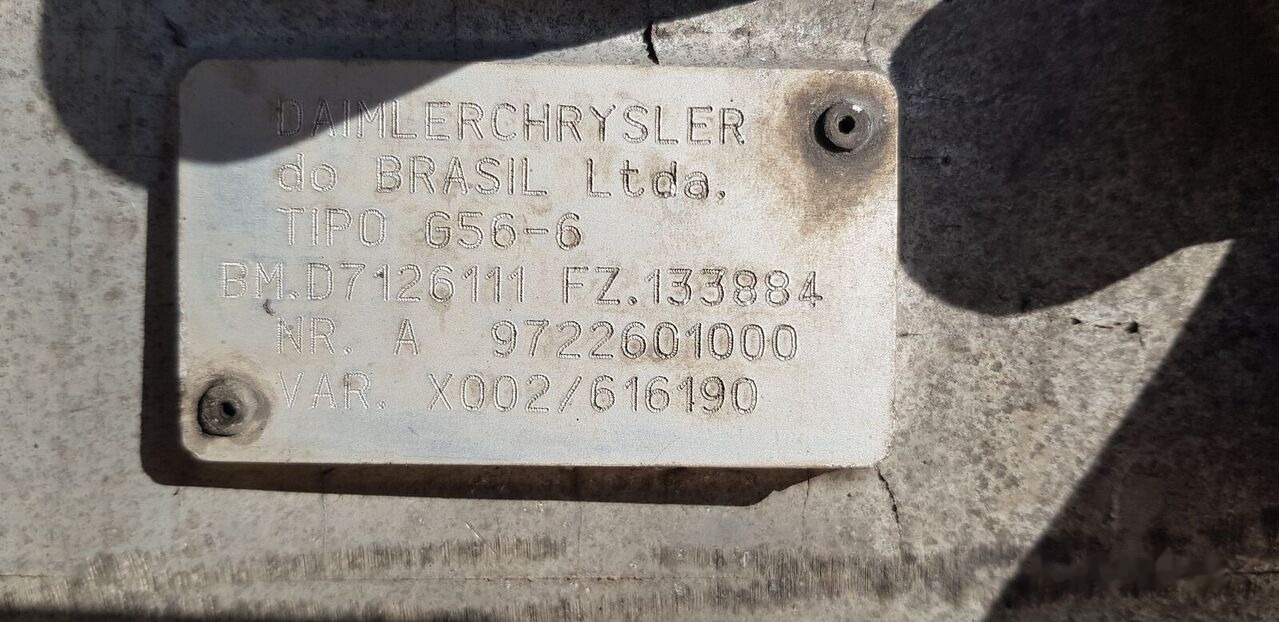 DAIMLERCHRYSLER
do BRASIL Ltda.
TIPO G56-6
BM.D7126111 FZ.133884
NR. A 9722601000
VAR. X002/616190